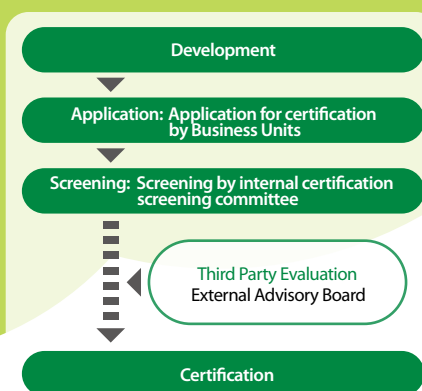 Development
Application: Application for certification
by Business Units
Screening: Screening by internal certification
screening committee
Third Party Evaluation
External Advisory Board
Certification